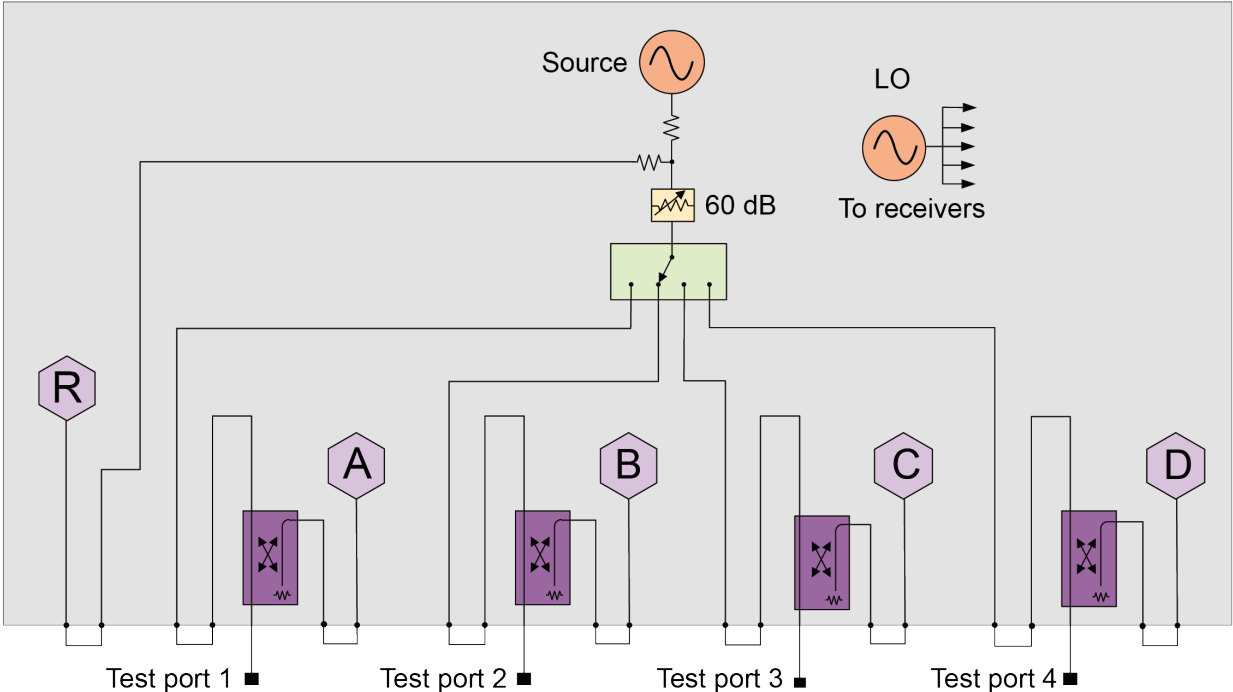 Source
LO
60 dB
To receivers
R
A
B
C
D
Test port 1
Test port 2
Test port 3
Test port 4